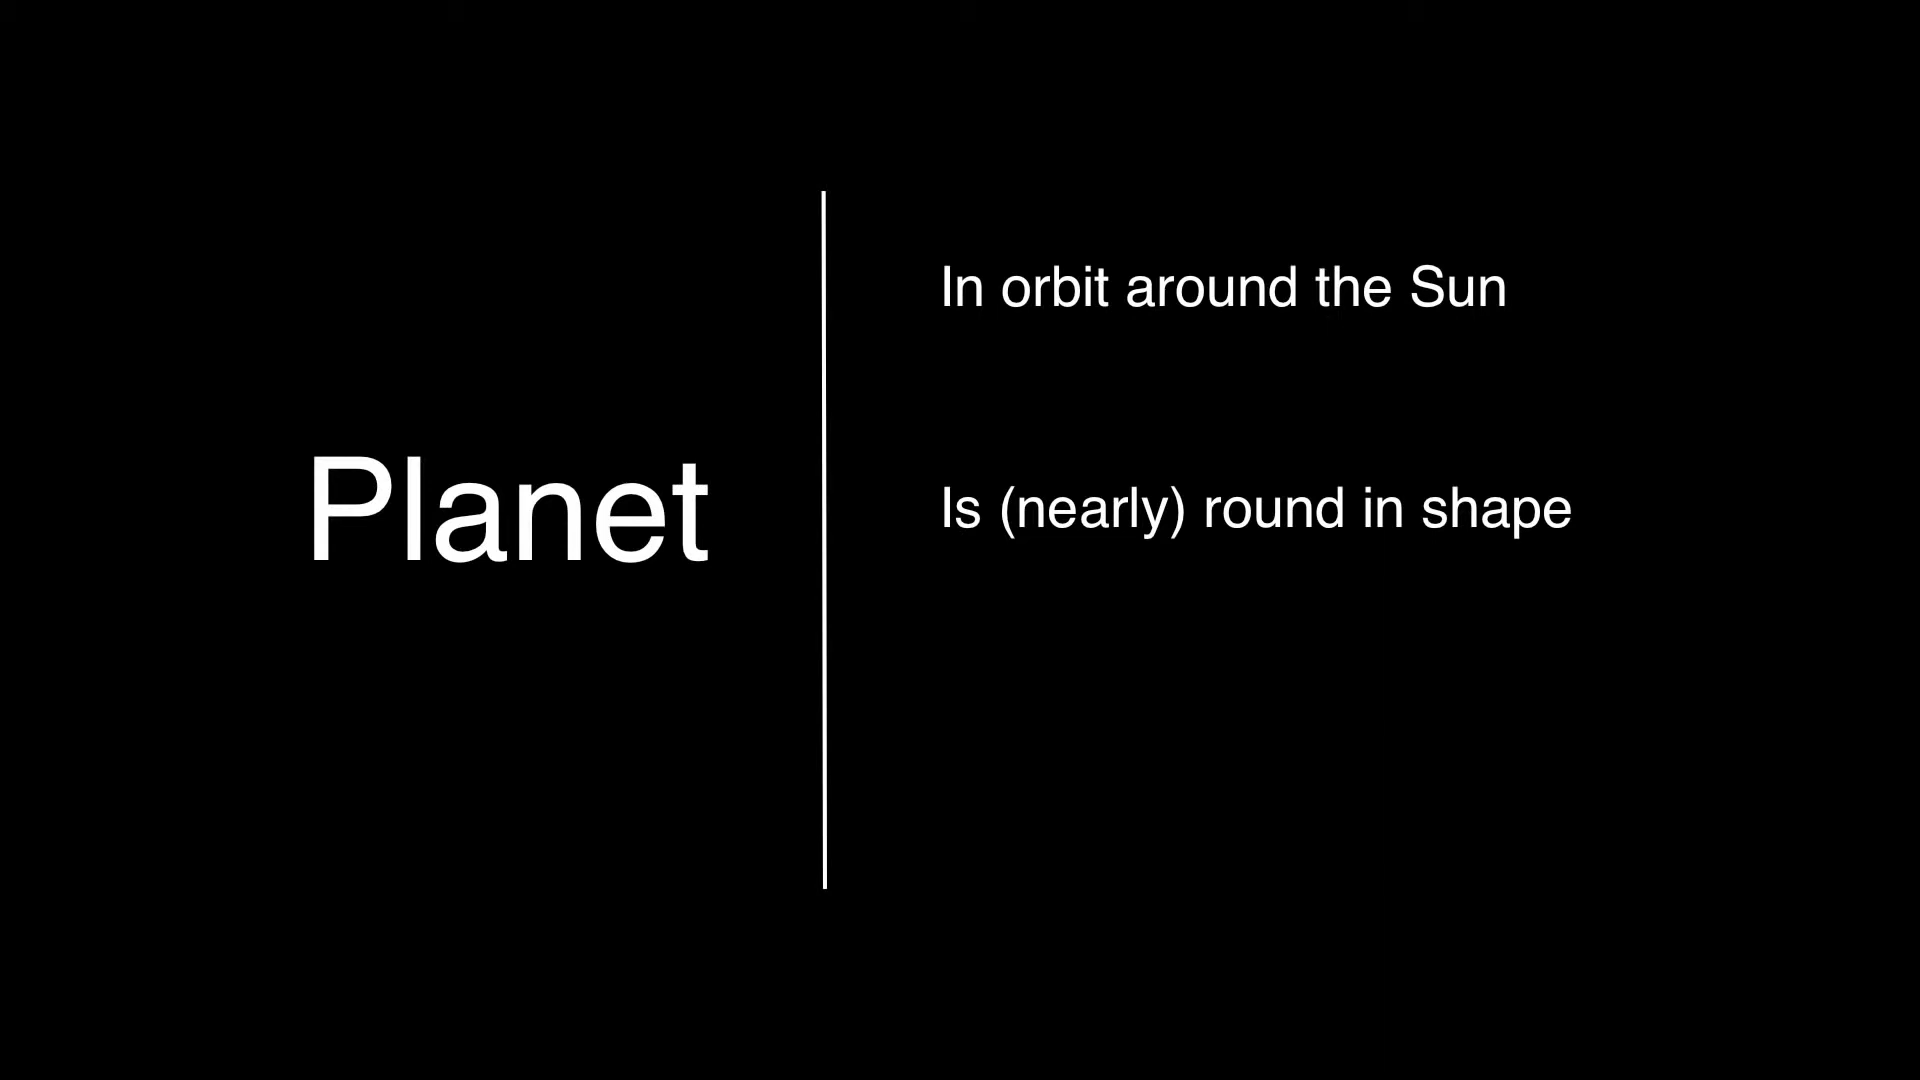 Planet
In orbit around the Sun
Is (nearly) round in shape